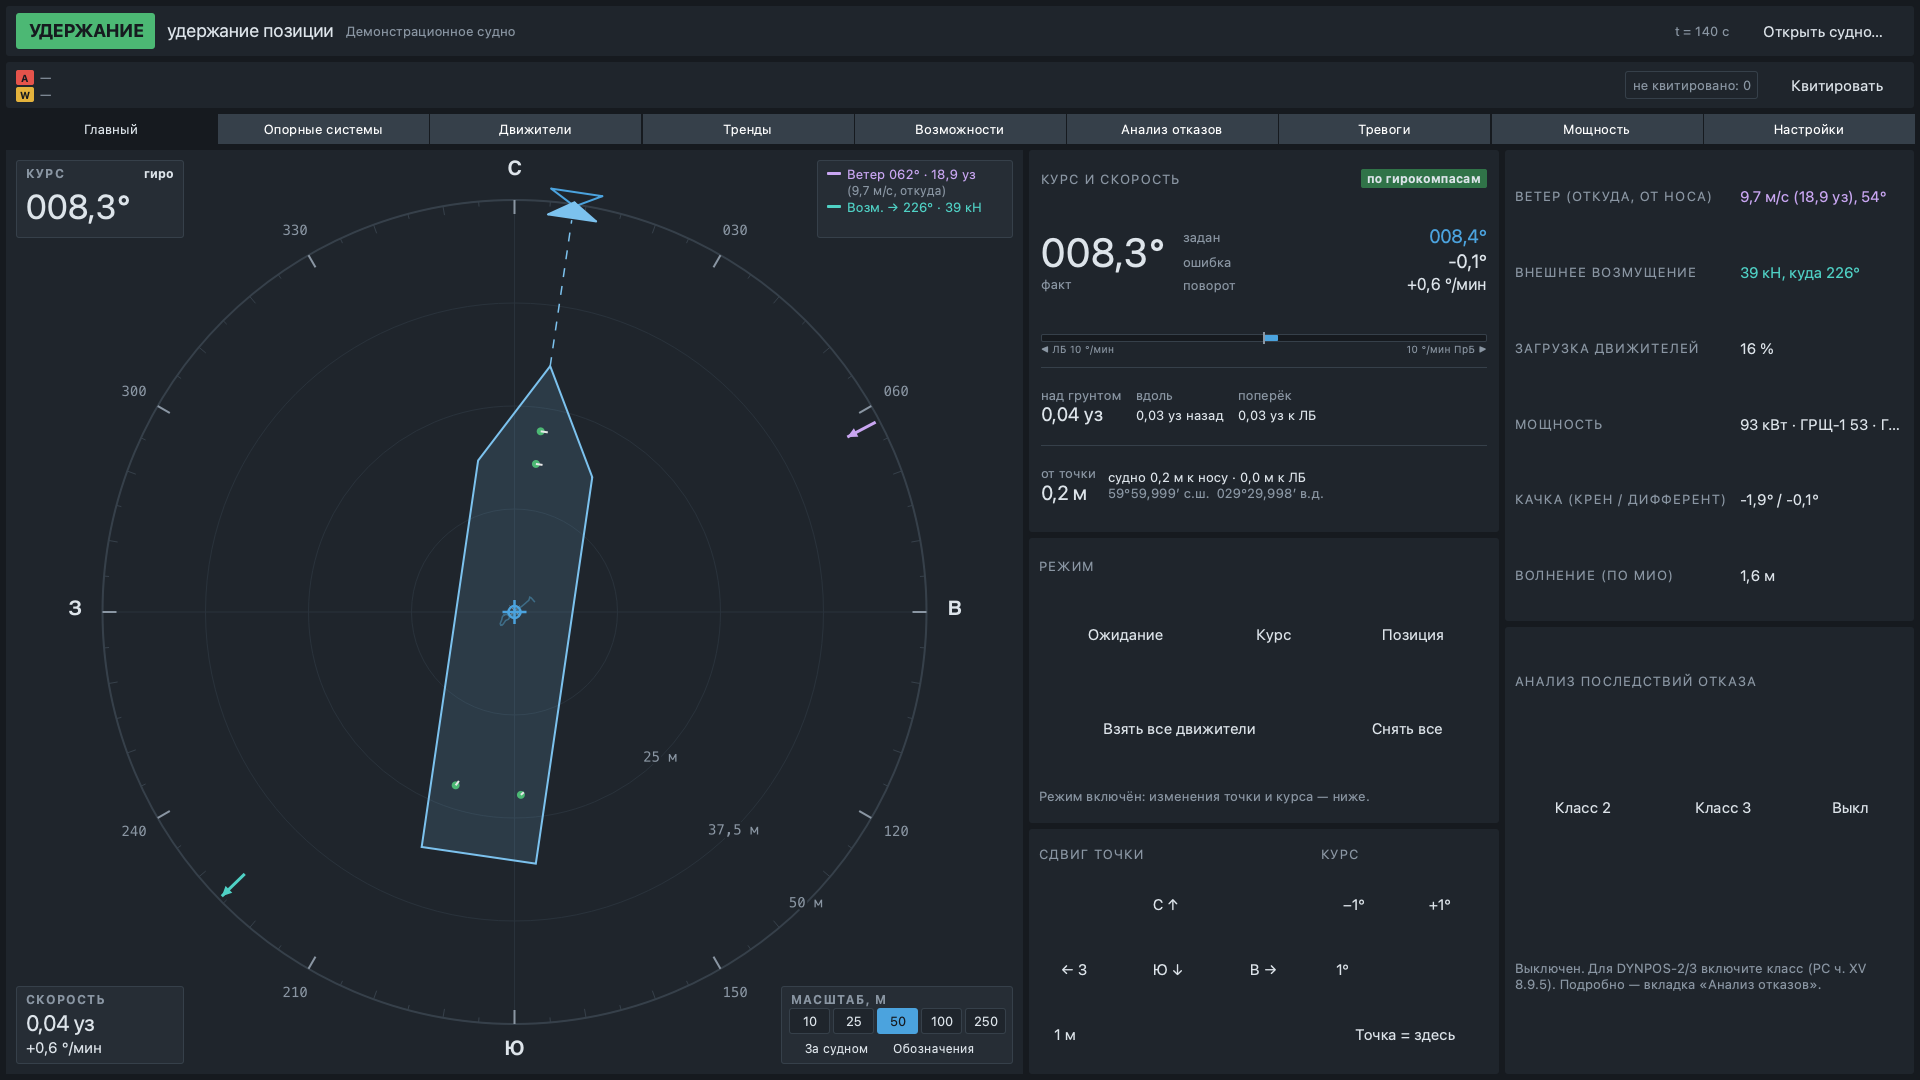 УДЕРЖАНИЕ удержание позиции Демонстрационное судно t = 140 с Открыть судно...
A —
W —
не квитировано: 0 Квитировать
Главный Опорные системы Движители Тренды Возможности Анализ отказов Тревоги Мощность Настройки
КУРС гиро
008,3°
С
Ветер 062° · 18,9 уз
(9,7 м/с, откуда)
Возм. → 226° · 39 кН
330
030
300
060
З
В
25 м
37,5 м
240
120
50 м
210
150
Ю
СКОРОСТЬ
0,04 уз
+0,6 °/мин
МАСШТАБ, М
10 25 50 100 250
За судном Обозначения
КУРС И СКОРОСТЬ по гирокомпасам
008,3°
факт
задан 008,4°
ошибка -0,1°
поворот +0,6 °/мин
◄ ЛБ 10 °/мин 10 °/мин ПрБ ►
над грунтом вдоль поперёк
0,04 уз 0,03 уз назад 0,03 уз к ЛБ
от точки
0,2 м
судно 0,2 м к носу · 0,0 м к ЛБ
59°59,999′ с.ш. 029°29,998′ в.д.
РЕЖИМ
Ожидание Курс Позиция
Взять все движители Снять все
Режим включён: изменения точки и курса — ниже.
СДВИГ ТОЧКИ КУРС
С ↑ −1° +1°
← З Ю ↓ В → 1°
1 м Точка = здесь
ВЕТЕР (ОТКУДА, ОТ НОСА) 9,7 м/с (18,9 уз), 54°
ВНЕШНЕЕ ВОЗМУЩЕНИЕ 39 кН, куда 226°
ЗАГРУЗКА ДВИЖИТЕЛЕЙ 16 %
МОЩНОСТЬ 93 кВт · ГРЩ-1 53 · Г...
КАЧКА (КРЕН / ДИФФЕРЕНТ) -1,9° / -0,1°
ВОЛНЕНИЕ (ПО МИО) 1,6 м
АНАЛИЗ ПОСЛЕДСТВИЙ ОТКАЗА
Класс 2 Класс 3 Выкл
Выключен. Для DYNPOS-2/3 включите класс (РС ч. XV
8.9.5). Подробно — вкладка «Анализ отказов».